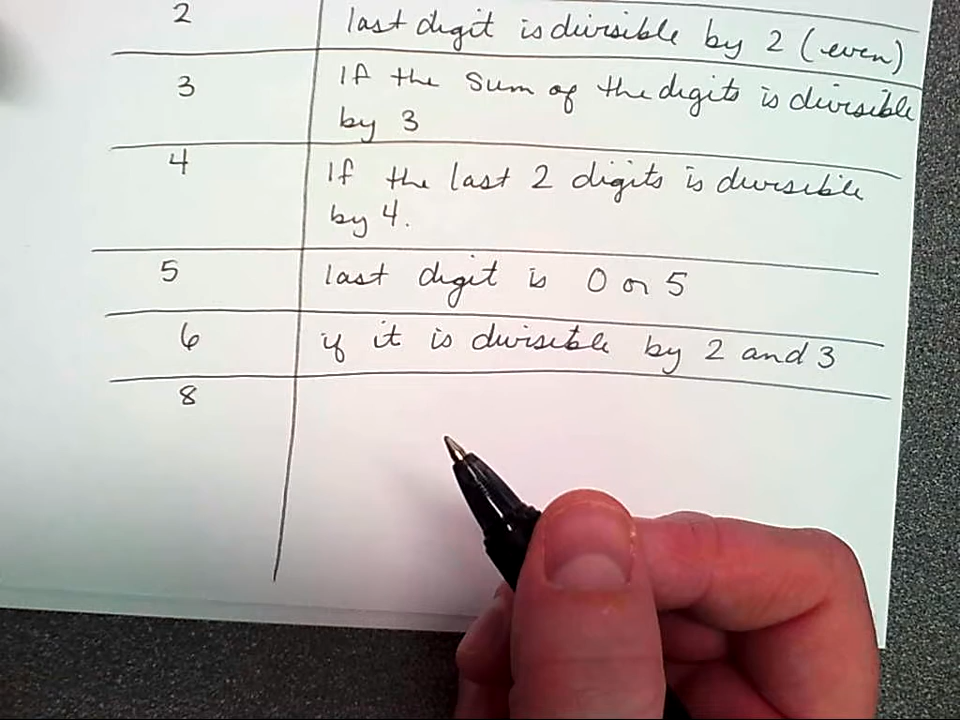 2 last digit is divisible by 2 (even)
3 If the sum of the digits is divisible
by 3
4 If the last 2 digits is divisible
by 4.
5 last digit is 0 or 5
6 if it is divisible by 2 and 3
8